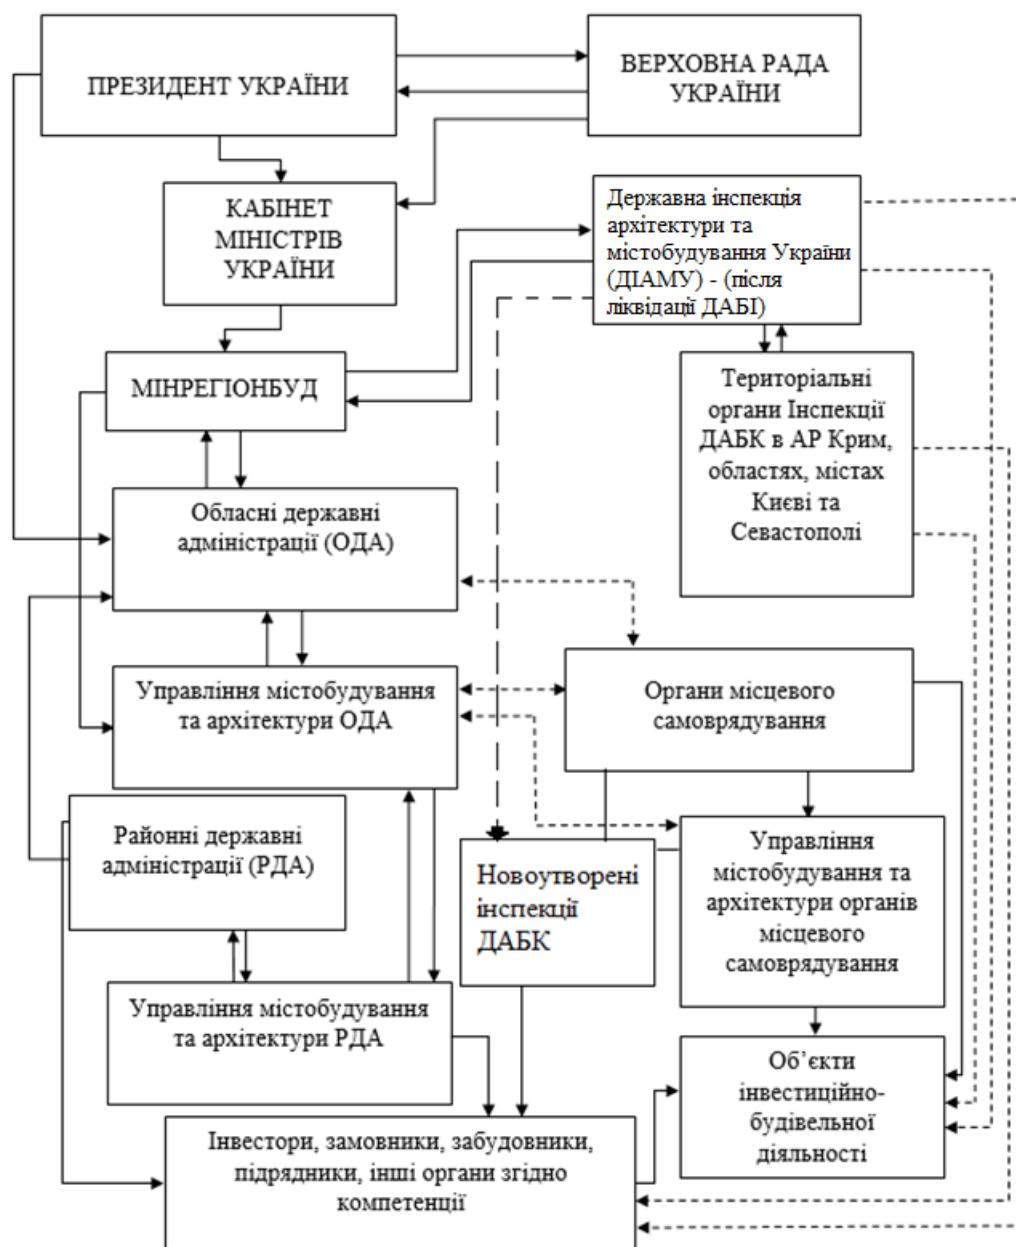 ПРЕЗИДЕНТ УКРАЇНИ
ВЕРХОВНА РАДА
УКРАЇНИ
КАБІНЕТ
МІНІСТРІВ
УКРАЇНИ
Державна інспекція
архітектури та
містобудування України
(ДІАМУ) - (після
ліквідації ДАБІ)
МІНРЕГІОНБУД
Територіальні
органи Інспекції
ДАБК в АР Крим,
областях, містах
Києві та
Севастополі
Обласні державні
адміністрації (ОДА)
Управління містобудування
та архітектури ОДА
Органи місцевого
самоврядування
Районні державні
адміністрації (РДА)
Новоутворені
інспекції
ДАБК
Управління
містобудування та
архітектури органів
місцевого
самоврядування
Управління містобудування
та архітектури РДА
Об’єкти
інвестиційно-
будівельної
діяльності
Інвестори, замовники, забудовники,
підрядники, інші органи згідно
компетенції